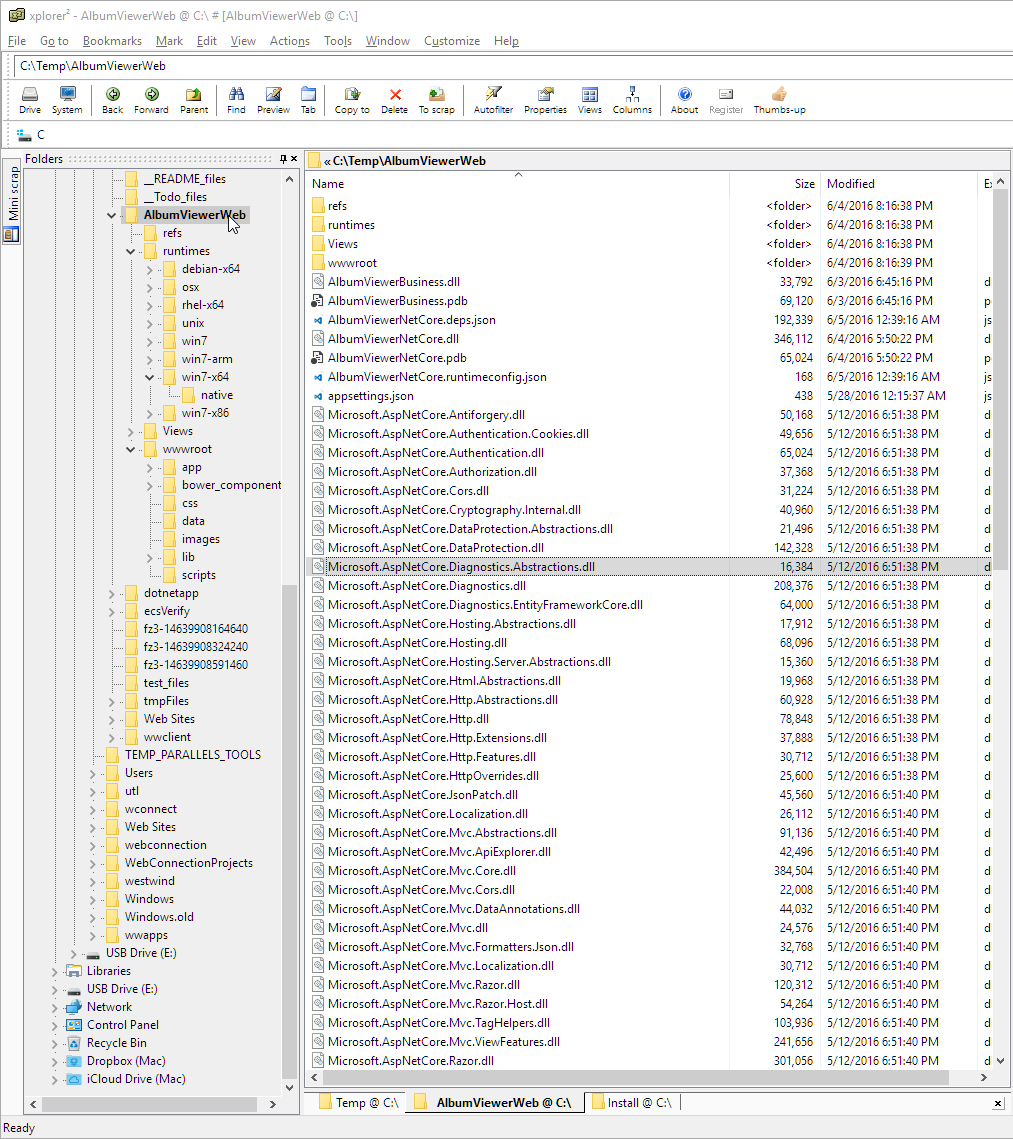 xplorer² - AlbumViewerWeb @ C:\ # [AlbumViewerWeb @ C:\]
File Go to Bookmarks Mark Edit View Actions Tools Window Customize Help
C:\Temp\AlbumViewerWeb
Drive System Back Forward Parent Find Preview Tab Copy to Delete To scrap Autofilter Properties Views Columns About Register Thumbs-up
C
Mini scrap
Folders
__README_files
__Todo_files
AlbumViewerWeb
refs
runtimes
debian-x64
osx
rhel-x64
unix
win7
win7-arm
win7-x64
native
win7-x86
Views
wwwroot
app
bower_component
css
data
images
lib
scripts
dotnetapp
ecsVerify
fz3-14639908164640
fz3-14639908324240
fz3-14639908591460
test_files
tmpFiles
Web Sites
wwclient
TEMP_PARALLELS_TOOLS
Users
utl
wconnect
Web Sites
webconnection
WebConnectionProjects
westwind
Windows
Windows.old
wwapps
USB Drive (E:)
Libraries
USB Drive (E:)
Network
Control Panel
Recycle Bin
Dropbox (Mac)
iCloud Drive (Mac)
« C:\Temp\AlbumViewerWeb
Name Size Modified Ex
refs <folder> 6/4/2016 8:16:38 PM
runtimes <folder> 6/4/2016 8:16:38 PM
Views <folder> 6/4/2016 8:16:38 PM
wwwroot <folder> 6/4/2016 8:16:39 PM
AlbumViewerBusiness.dll 33,792 6/3/2016 6:45:16 PM d
AlbumViewerBusiness.pdb 69,120 6/3/2016 6:45:16 PM p
AlbumViewerNetCore.deps.json 192,339 6/5/2016 12:39:16 AM js
AlbumViewerNetCore.dll 346,112 6/4/2016 5:50:22 PM d
AlbumViewerNetCore.pdb 65,024 6/4/2016 5:50:22 PM p
AlbumViewerNetCore.runtimeconfig.json 168 6/5/2016 12:39:16 AM js
appsettings.json 438 5/28/2016 12:15:37 AM js
Microsoft.AspNetCore.Antiforgery.dll 50,168 5/12/2016 6:51:38 PM d
Microsoft.AspNetCore.Authentication.Cookies.dll 49,656 5/12/2016 6:51:38 PM d
Microsoft.AspNetCore.Authentication.dll 65,024 5/12/2016 6:51:38 PM d
Microsoft.AspNetCore.Authorization.dll 37,368 5/12/2016 6:51:38 PM d
Microsoft.AspNetCore.Cors.dll 31,224 5/12/2016 6:51:38 PM d
Microsoft.AspNetCore.Cryptography.Internal.dll 40,960 5/12/2016 6:51:38 PM d
Microsoft.AspNetCore.DataProtection.Abstractions.dll 21,496 5/12/2016 6:51:38 PM d
Microsoft.AspNetCore.DataProtection.dll 142,328 5/12/2016 6:51:38 PM d
Microsoft.AspNetCore.Diagnostics.Abstractions.dll 16,384 5/12/2016 6:51:38 PM d
Microsoft.AspNetCore.Diagnostics.dll 208,376 5/12/2016 6:51:38 PM d
Microsoft.AspNetCore.Diagnostics.EntityFrameworkCore.dll 64,000 5/12/2016 6:51:38 PM d
Microsoft.AspNetCore.Hosting.Abstractions.dll 17,912 5/12/2016 6:51:38 PM d
Microsoft.AspNetCore.Hosting.dll 68,096 5/12/2016 6:51:38 PM d
Microsoft.AspNetCore.Hosting.Server.Abstractions.dll 15,360 5/12/2016 6:51:38 PM d
Microsoft.AspNetCore.Html.Abstractions.dll 19,968 5/12/2016 6:51:38 PM d
Microsoft.AspNetCore.Http.Abstractions.dll 60,928 5/12/2016 6:51:38 PM d
Microsoft.AspNetCore.Http.dll 78,848 5/12/2016 6:51:38 PM d
Microsoft.AspNetCore.Http.Extensions.dll 37,888 5/12/2016 6:51:38 PM d
Microsoft.AspNetCore.Http.Features.dll 30,712 5/12/2016 6:51:38 PM d
Microsoft.AspNetCore.HttpOverrides.dll 25,600 5/12/2016 6:51:38 PM d
Microsoft.AspNetCore.JsonPatch.dll 45,560 5/12/2016 6:51:40 PM d
Microsoft.AspNetCore.Localization.dll 26,112 5/12/2016 6:51:40 PM d
Microsoft.AspNetCore.Mvc.Abstractions.dll 91,136 5/12/2016 6:51:40 PM d
Microsoft.AspNetCore.Mvc.ApiExplorer.dll 42,496 5/12/2016 6:51:40 PM d
Microsoft.AspNetCore.Mvc.Core.dll 384,504 5/12/2016 6:51:40 PM d
Microsoft.AspNetCore.Mvc.Cors.dll 22,008 5/12/2016 6:51:40 PM d
Microsoft.AspNetCore.Mvc.DataAnnotations.dll 44,032 5/12/2016 6:51:40 PM d
Microsoft.AspNetCore.Mvc.dll 24,576 5/12/2016 6:51:40 PM d
Microsoft.AspNetCore.Mvc.Formatters.Json.dll 32,768 5/12/2016 6:51:40 PM d
Microsoft.AspNetCore.Mvc.Localization.dll 30,712 5/12/2016 6:51:40 PM d
Microsoft.AspNetCore.Mvc.Razor.dll 120,312 5/12/2016 6:51:40 PM d
Microsoft.AspNetCore.Mvc.Razor.Host.dll 54,264 5/12/2016 6:51:40 PM d
Microsoft.AspNetCore.Mvc.TagHelpers.dll 103,936 5/12/2016 6:51:40 PM d
Microsoft.AspNetCore.Mvc.ViewFeatures.dll 241,656 5/12/2016 6:51:40 PM d
Microsoft.AspNetCore.Razor.dll 301,056 5/12/2016 6:51:40 PM d
Temp @ C:\ AlbumViewerWeb @ C:\ Install @ C:\
Ready